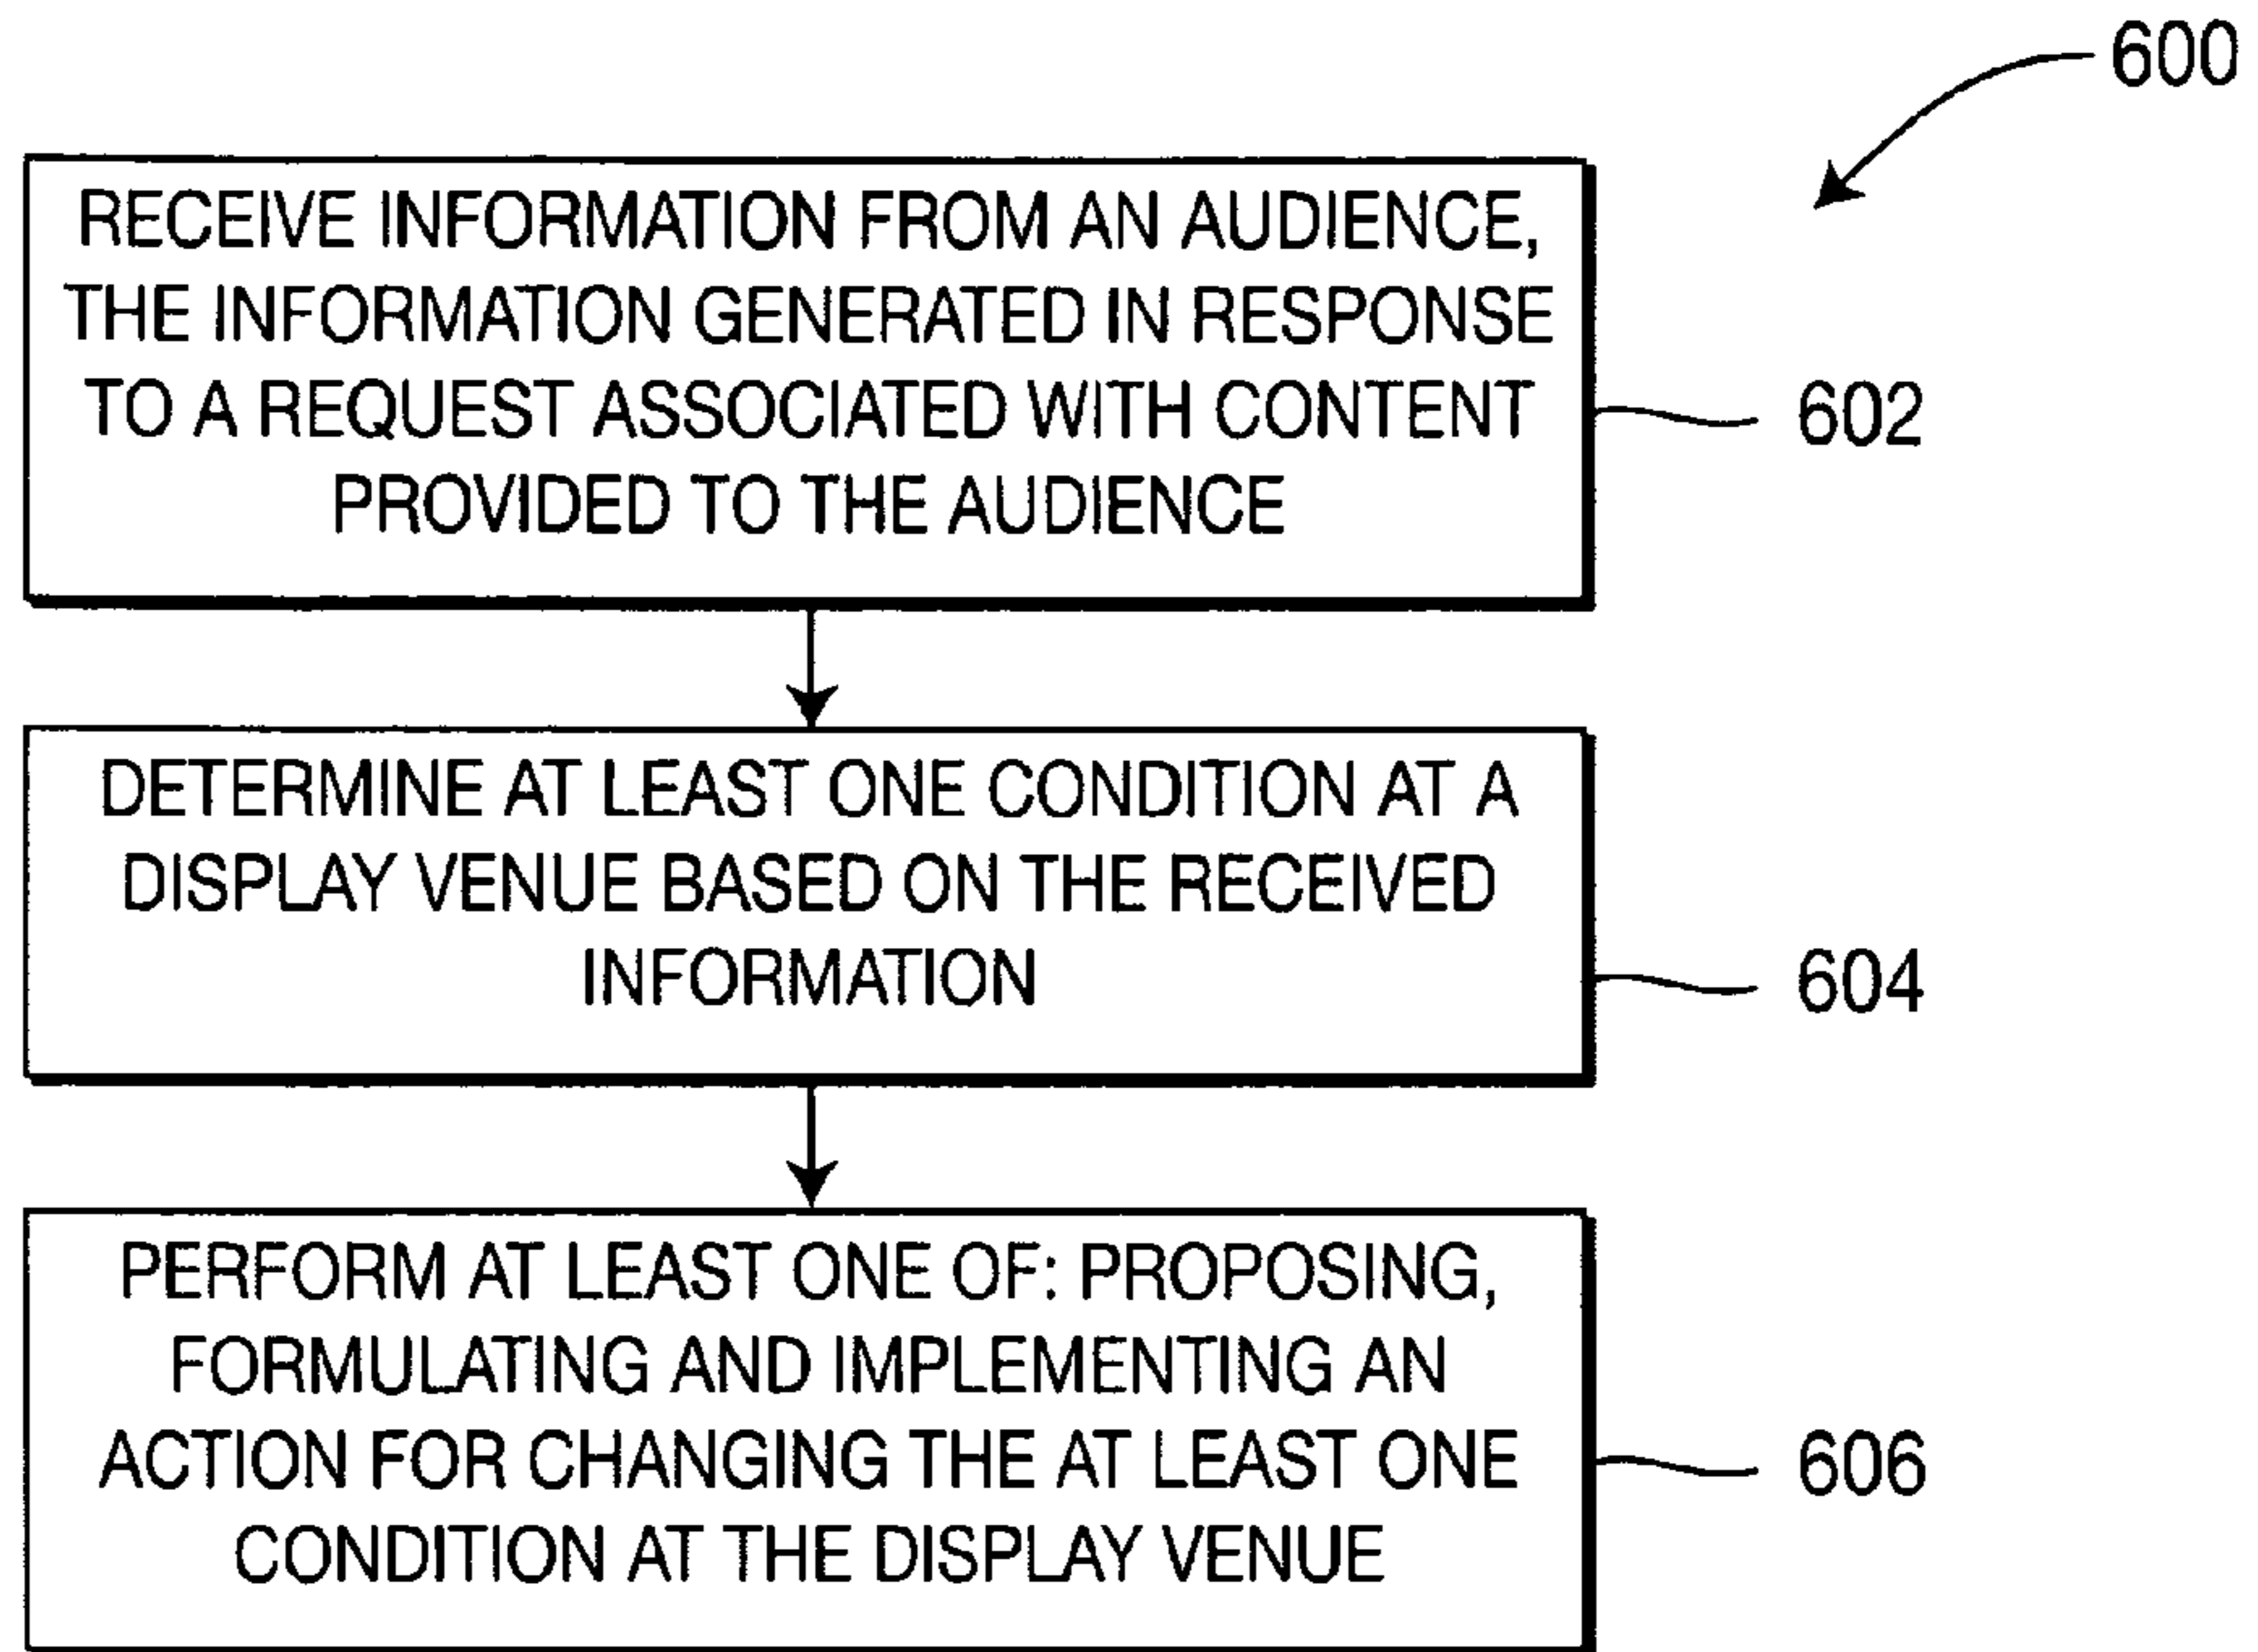 600
RECEIVE INFORMATION FROM AN AUDIENCE,
THE INFORMATION GENERATED IN RESPONSE
TO A REQUEST ASSOCIATED WITH CONTENT
PROVIDED TO THE AUDIENCE
602
DETERMINE AT LEAST ONE CONDITION AT A
DISPLAY VENUE BASED ON THE RECEIVED
INFORMATION
604
PERFORM AT LEAST ONE OF: PROPOSING,
FORMULATING AND IMPLEMENTING AN
ACTION FOR CHANGING THE AT LEAST ONE
CONDITION AT THE DISPLAY VENUE
606